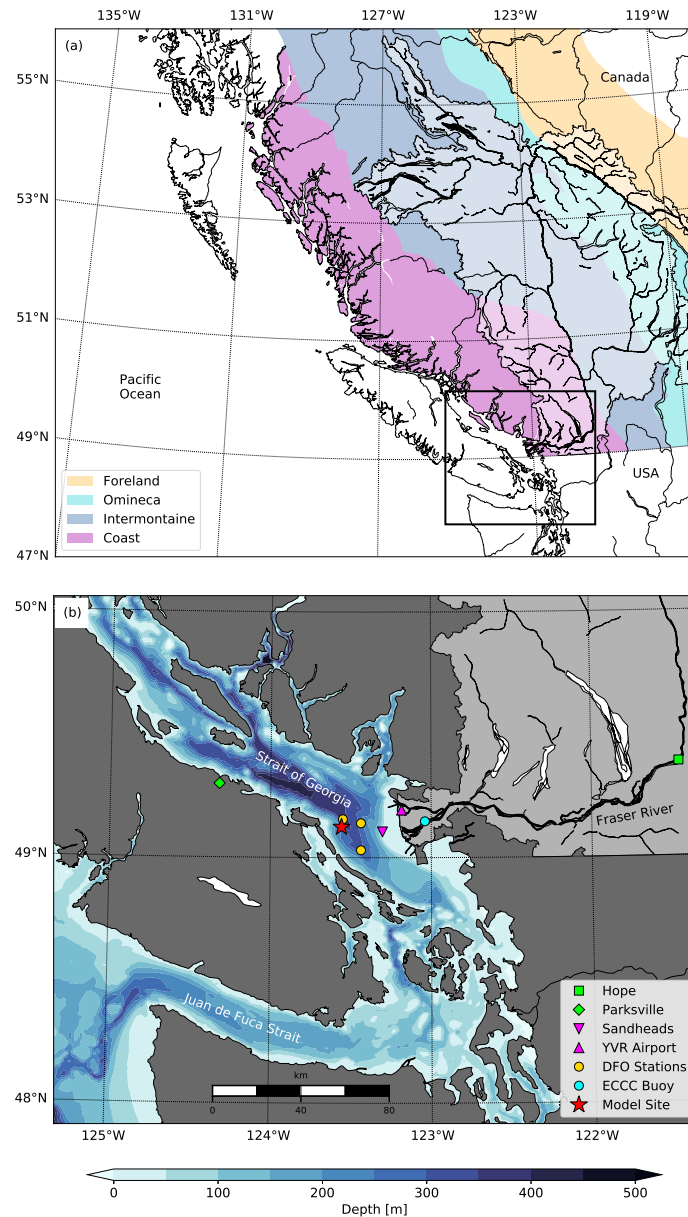 135°W 131°W 127°W 123°W 119°W
(a)
Canada
55°N
53°N
51°N
Pacific
Ocean
49°N
USA
Foreland
Omineca
Intermontaine
Coast
47°N
50°N
(b)
Strait of Georgia
Fraser River
49°N
Juan de Fuca Strait
km
0 40 80
Hope
Parksville
Sandheads
YVR Airport
DFO Stations
ECCC Buoy
Model Site
48°N
125°W 124°W 123°W 122°W
0 100 200 300 400 500
Depth [m]